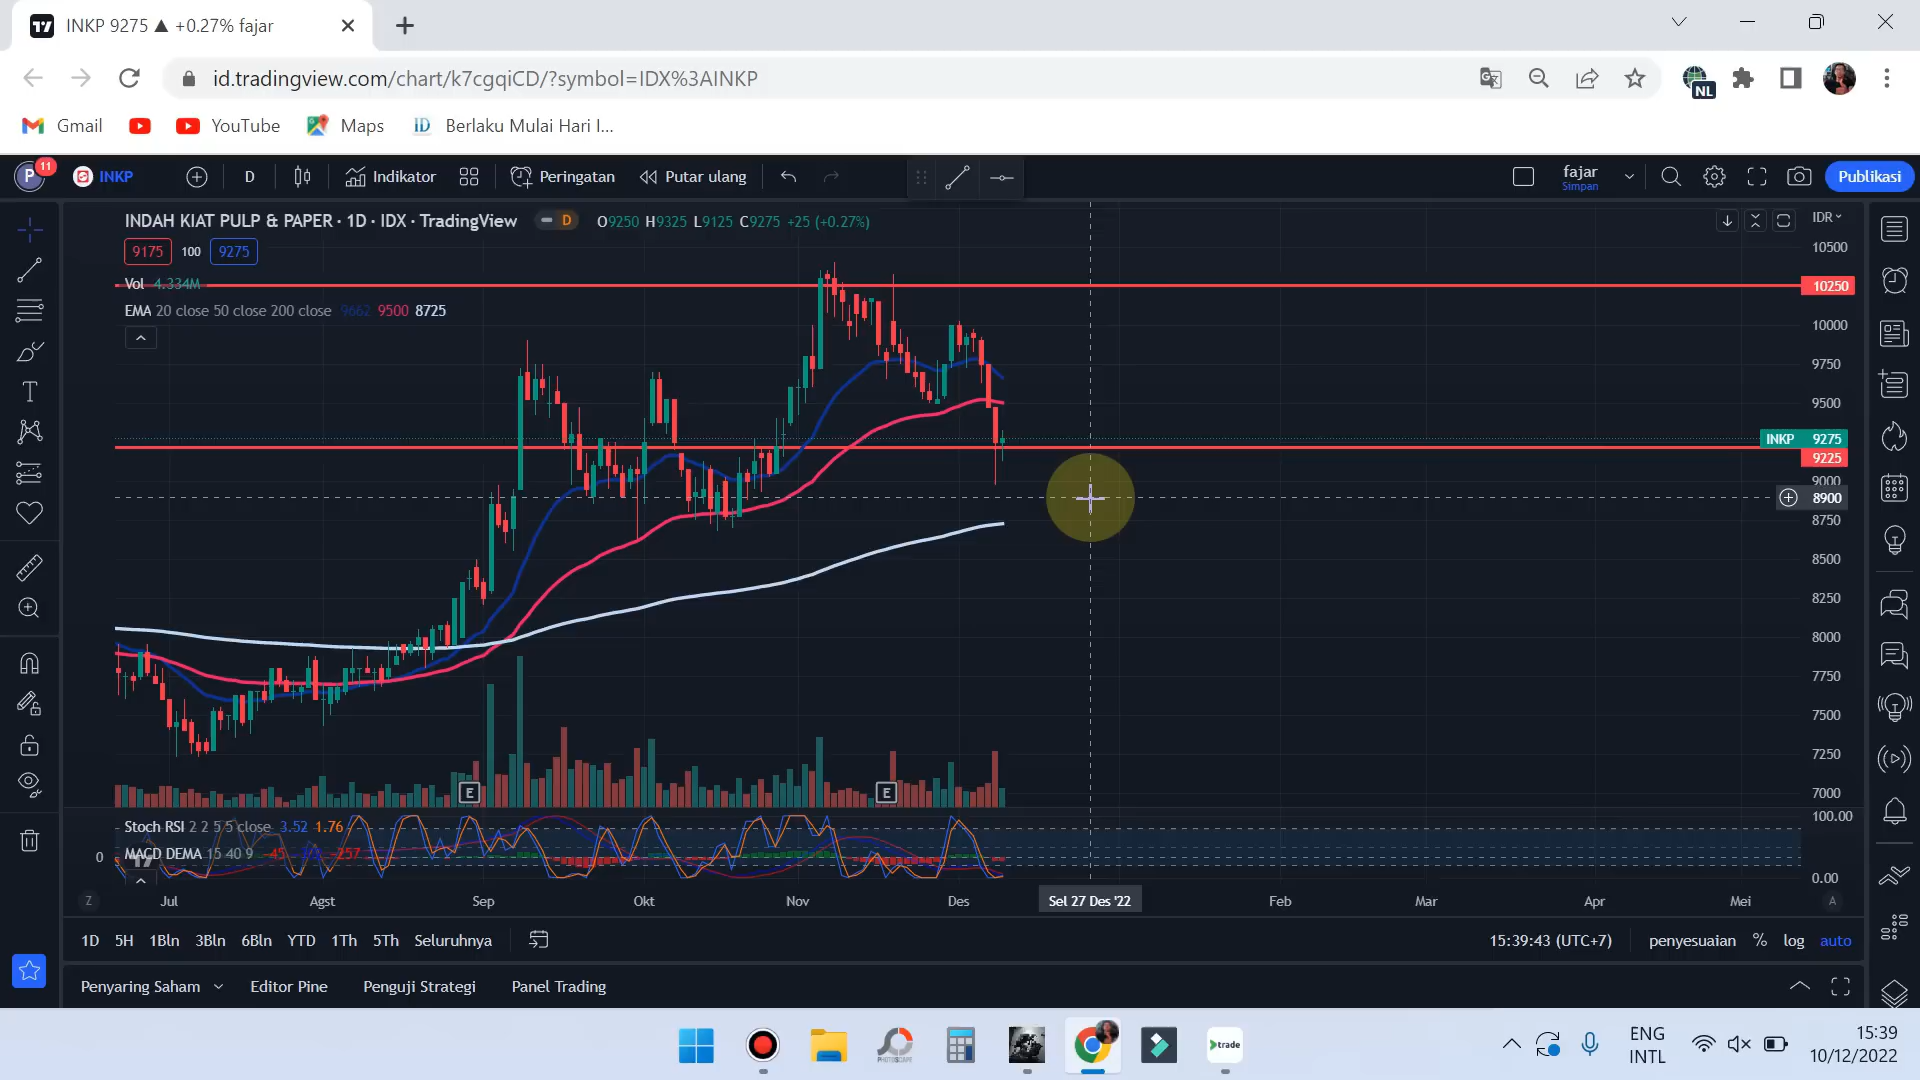 INKP 9275 ▲ +0.27% fajar
id.tradingview.com/chart/k7cgqiCD/?symbol=IDX%3AINKP
NL
Gmail
YouTube
Maps
ID Berlaku Mulai Hari I...
P 11
INKP
D
Indikator
Peringatan
Putar ulang
fajar
Simpan
Publikasi
INDAH KIAT PULP & PAPER · 1D · IDX · TradingView
D
O9250 H9325 L9125 C9275 +25 (+0.27%)
IDR
9175 100 9275
Vol 4.334M
EMA 20 close 50 close 200 close 9662 9500 8725
10500
10250
10000
9750
9500
INKP 9275
9225
9000
8900
8750
8500
8250
8000
7750
7500
7250
7000
E
E
Stoch RSI 2 2 5 5 close 3.52 1.76
MACD DEMA 15 40 9 -45 -257
0
100.00
0.00
Z
Jul
Agst
Sep
Okt
Nov
Des
Sel 27 Des '22
Feb
Mar
Apr
Mei
A
1D 5H 1Bln 3Bln 6Bln YTD 1Th 5Th Seluruhnya
15:39:43 (UTC+7)
penyesuaian % log auto
Penyaring Saham
Editor Pine
Penguji Strategi
Panel Trading
PHOTOSCAPE
trade
ENG
INTL
15:39
10/12/2022